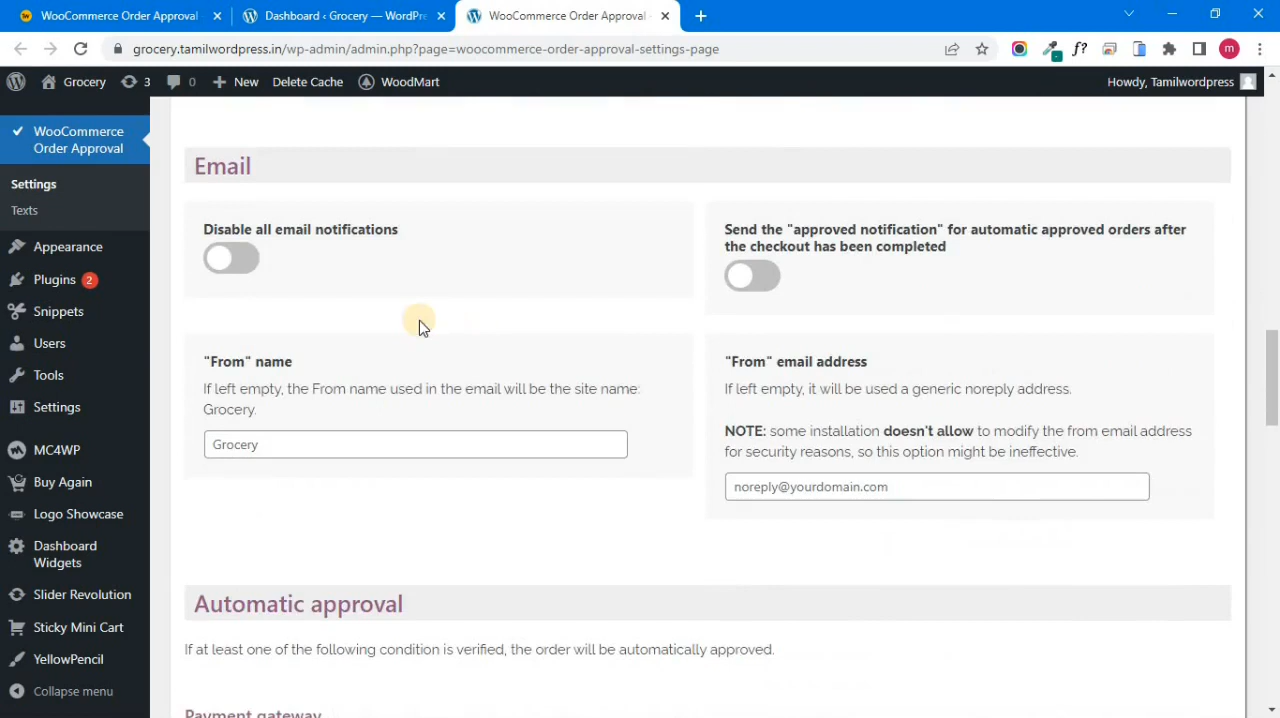 WooCommerce Order Approval
Dashboard ‹ Grocery — WordPre
WooCommerce Order Approval
grocery.tamilwordpress.in/wp-admin/admin.php?page=woocommerce-order-approval-settings-page
f?
m
Grocery
3
0
New
Delete Cache
WoodMart
Howdy, Tamilwordpress
WooCommerce
Order Approval
Settings
Texts
Appearance
Plugins 2
Snippets
Users
Tools
Settings
MC4WP
Buy Again
Logo Showcase
Dashboard
Widgets
Slider Revolution
Sticky Mini Cart
YellowPencil
Collapse menu
Email
Disable all email notifications
Send the "approved notification" for automatic approved orders after
the checkout has been completed
"From" name
If left empty, the From name used in the email will be the site name:
Grocery.
Grocery
"From" email address
If left empty, it will be used a generic noreply address.
NOTE: some installation doesn't allow to modify the from email address
for security reasons, so this option might be ineffective.
noreply@yourdomain.com
Automatic approval
If at least one of the following condition is verified, the order will be automatically approved.
Payment gateway